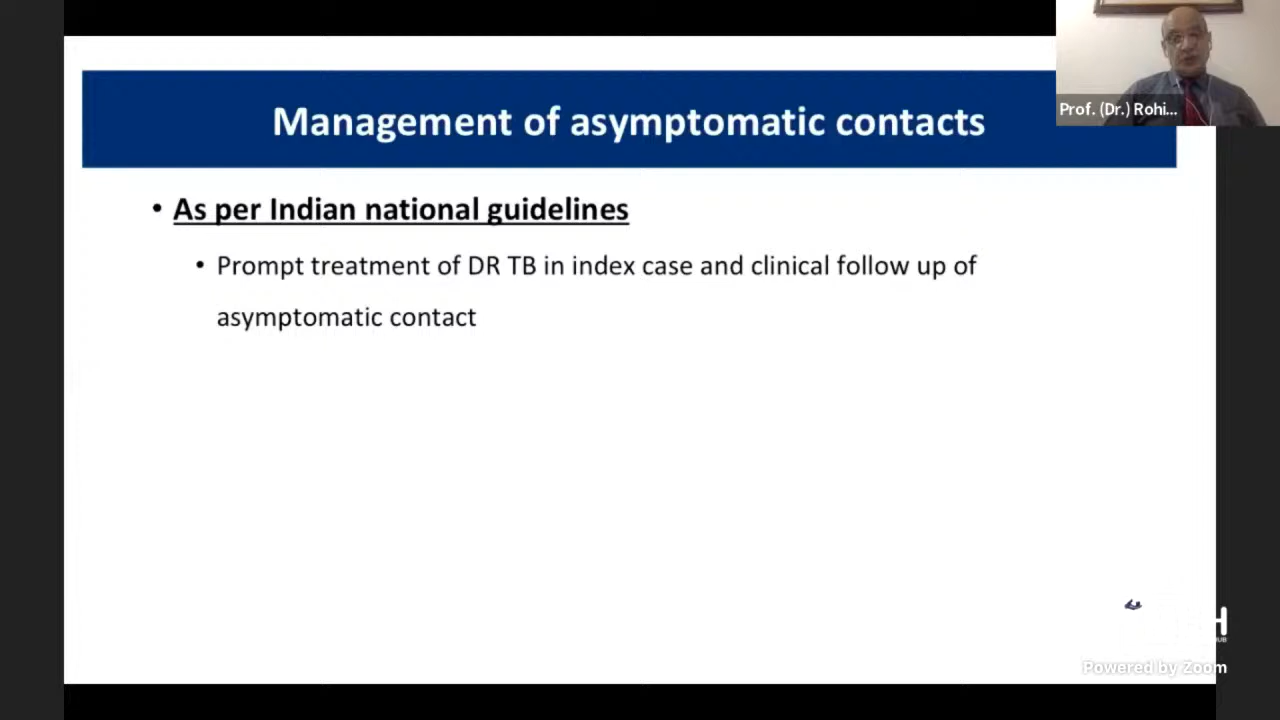 Prof. (Dr.) Rohi...
Management of asymptomatic contacts
• As per Indian national guidelines
• Prompt treatment of DR TB in index case and clinical follow up of
asymptomatic contact
Powered by Zoom